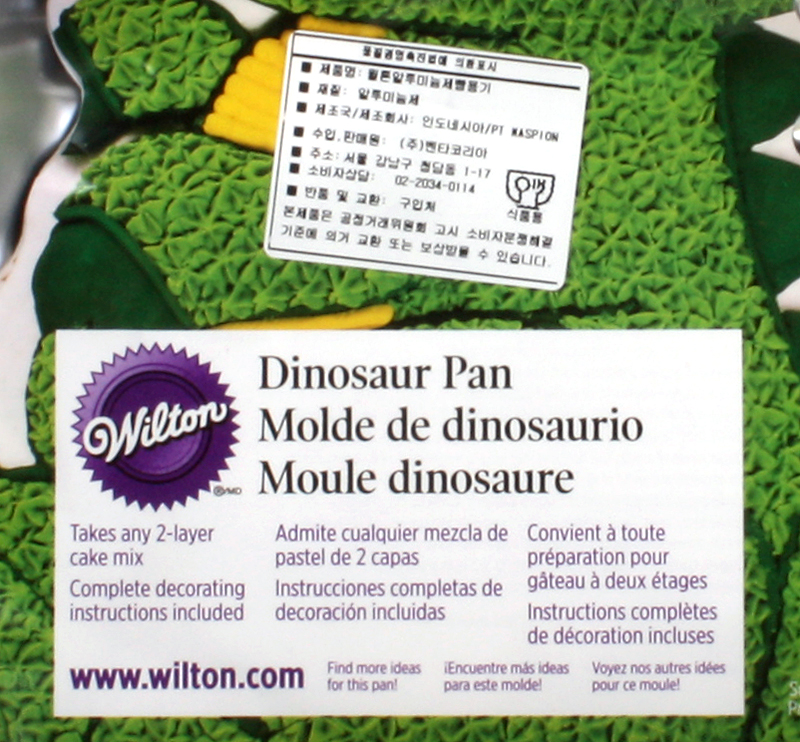 품질경영촉진법에 의한표시
■ 제품명: 윌튼알루미늄제빵용기
■ 재질: 알루미늄제
■ 제조국/제조회사: 인도네시아/PT MASPION
■ 수입.판매원: (주)벤타코리아
■ 주소: 서울 강남구 청담동 1-17
■ 소비자상담: 02-2034-0114
■ 반품 및 교환: 구입처
식품용
본제품은 공정거래위원회 고시 소비자분쟁해결
기준에 의거 교환 또는 보상받을 수 있습니다.
Wilton
®/MD
Dinosaur Pan
Molde de dinosaurio
Moule dinosaure
Takes any 2-layer
cake mix
Complete decorating
instructions included
Admite cualquier mezcla de
pastel de 2 capas
Instrucciones completas de
decoración incluidas
Convient à toute
préparation pour
gâteau à deux étages
Instructions complètes
de décoration incluses
www.wilton.com
Find more ideas
for this pan!
¡Encuentre más ideas
para este molde!
Voyez nos autres idées
pour ce moule!